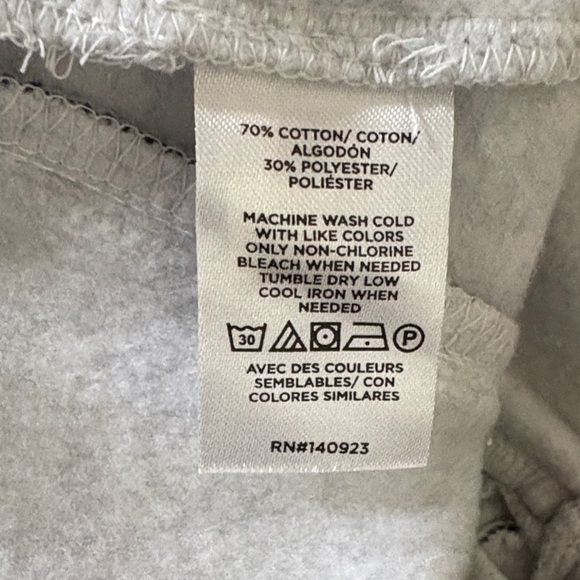 70% COTTON/ COTON/
ALGODÓN
30% POLYESTER/
POLIÉSTER
MACHINE WASH COLD
WITH LIKE COLORS
ONLY NON-CHLORINE
BLEACH WHEN NEEDED
TUMBLE DRY LOW
COOL IRON WHEN
NEEDED
30 P
AVEC DES COULEURS
SEMBLABLES/ CON
COLORES SIMILARES
RN#140923